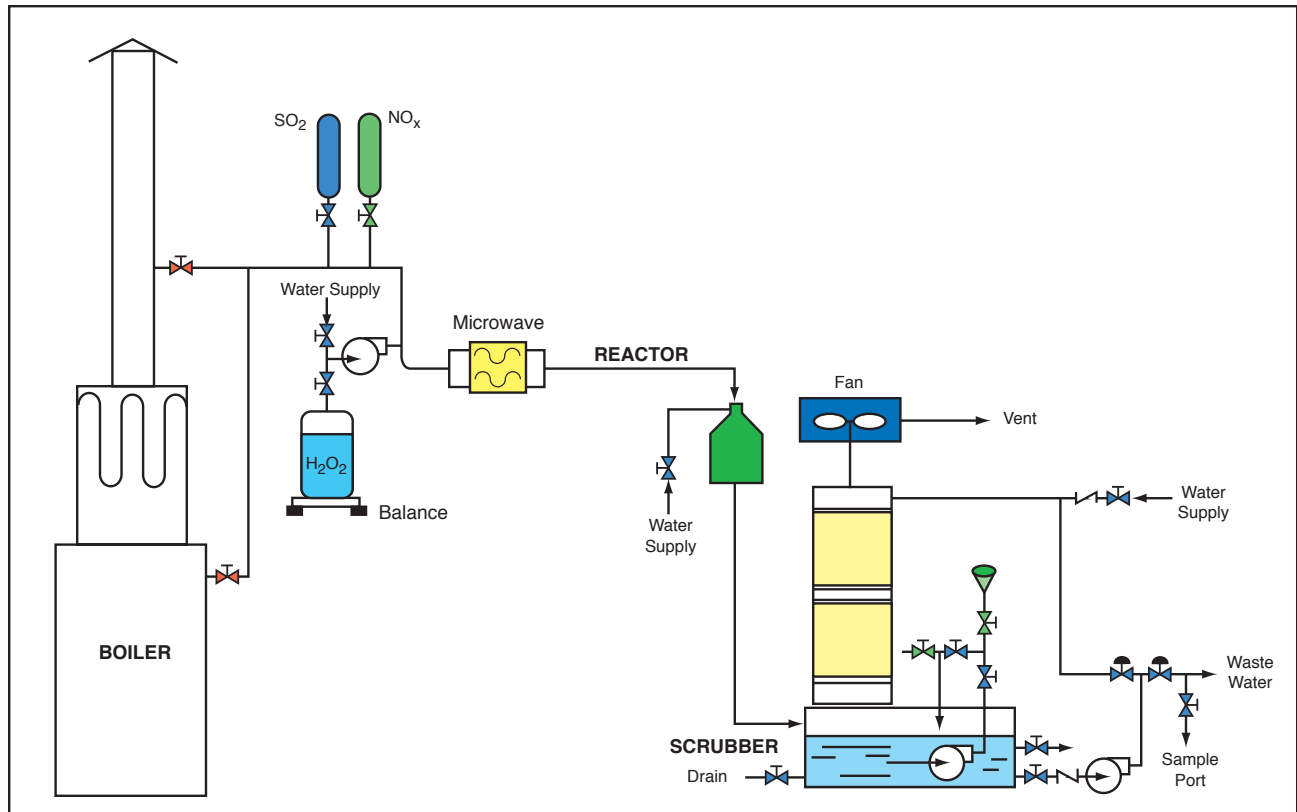 SO₂
NOₓ
Water Supply
Microwave
REACTOR
H₂O₂
Balance
Fan
Vent
Water
Supply
Water
Supply
BOILER
Waste
Water
SCRUBBER
Drain
Sample
Port